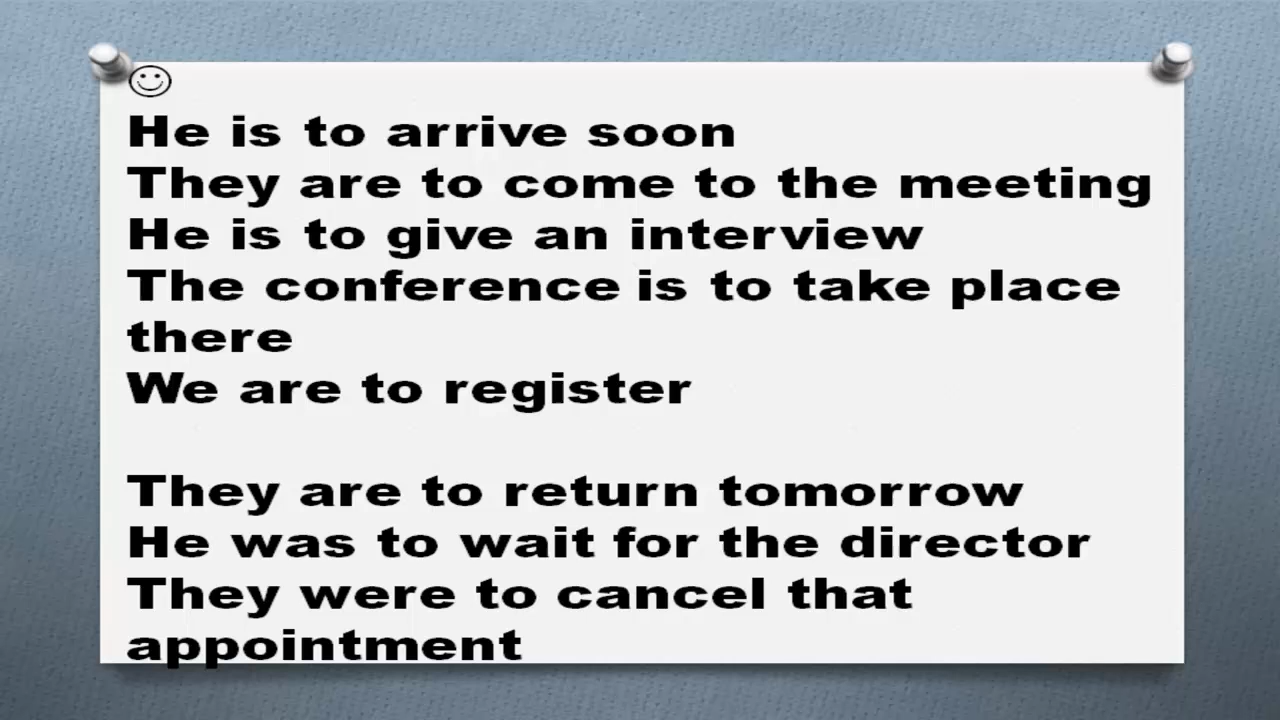 He is to arrive soon
They are to come to the meeting
He is to give an interview
The conference is to take place
there
We are to register
They are to return tomorrow
He was to wait for the director
They were to cancel that
appointment